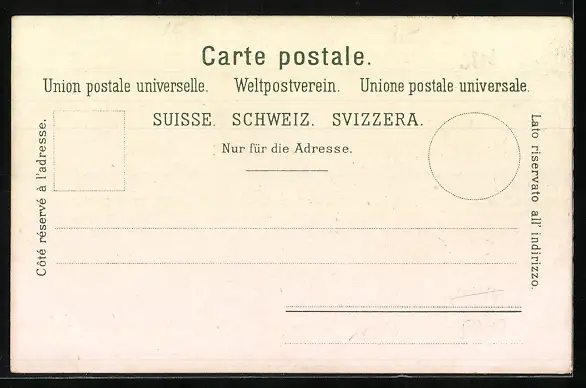 Carte postale.
Union postale universelle. Weltpostverein. Unione postale universale.
SUISSE. SCHWEIZ. SVIZZERA.
Nur für die Adresse.
Côté réservé à l'adresse.
Lato riservato all' indirizzo.